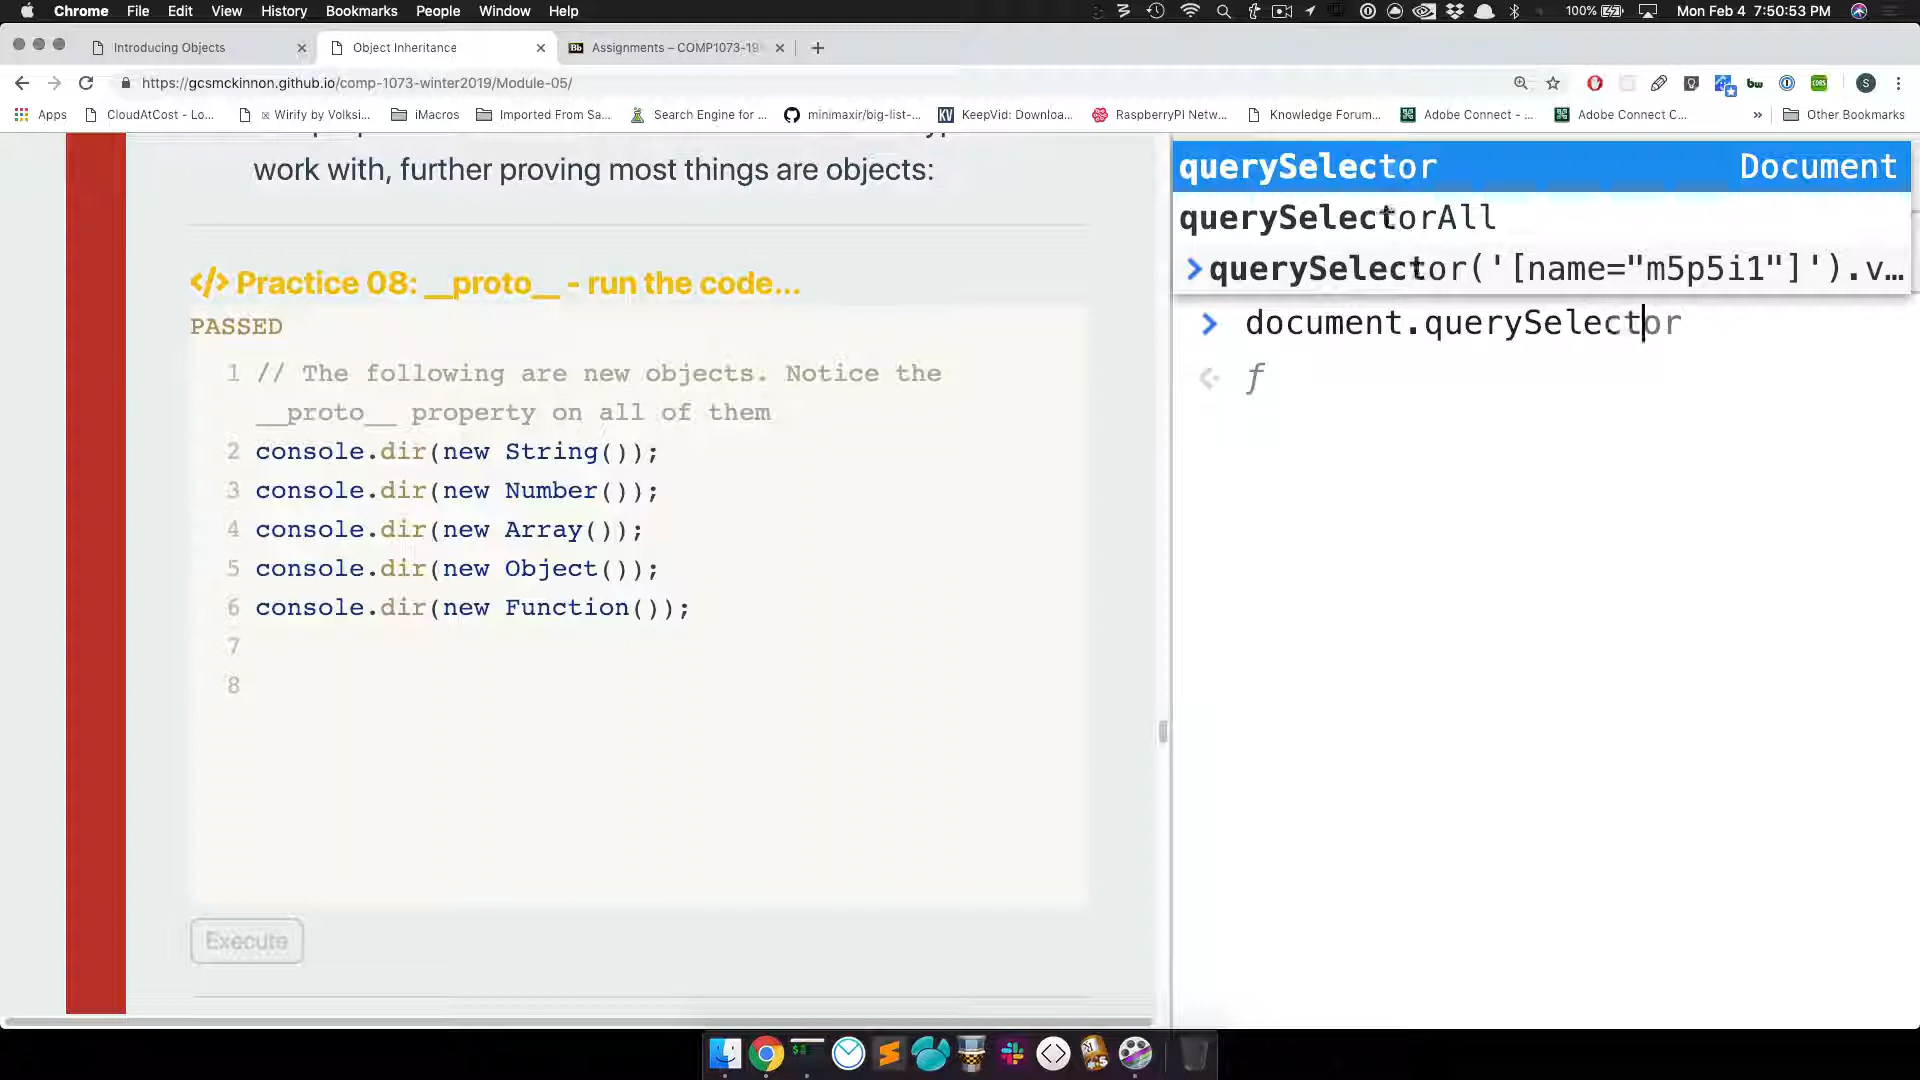 Chrome File Edit View History Bookmarks People Window Help 100% Mon Feb 4 7:50:53 PM
Introducing Objects Object Inheritance Bb Assignments – COMP1073-19
https://gcsmckinnon.github.io/comp-1073-winter2019/Module-05/ bw CORS S
Apps CloudAtCost - Lo... Wirify by Volksi... iMacros Imported From Sa... Search Engine for ... minimaxir/big-list-... KV KeepVid: Downloa... RaspberryPI Netw... Knowledge Forum... Adobe Connect - ... Adobe Connect C... » Other Bookmarks
work with, further proving most things are objects:
</> Practice 08: __proto__ - run the code...
PASSED
1 // The following are new objects. Notice the
__proto__ property on all of them
2 console.dir(new String());
3 console.dir(new Number());
4 console.dir(new Array());
5 console.dir(new Object());
6 console.dir(new Function());
7
8
Execute
querySelector Document
querySelectorAll
> querySelector('[name="m5p5i1"]').v…
> document.querySelector
ƒ